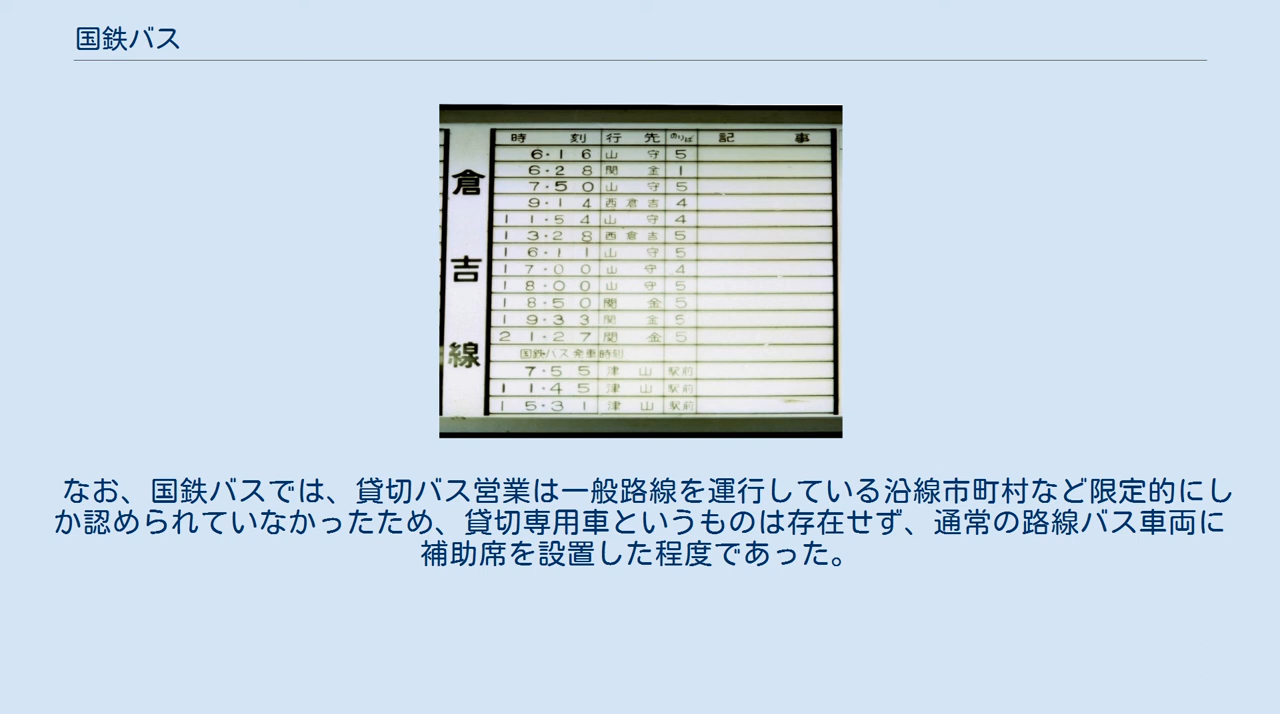 国鉄バス
倉吉線
時刻 行先 のりば 記事
6・16 山守 5
6・28 関金 1
7・50 山守 5
9・14 西倉吉 4
11・54 山守 4
13・28 西倉吉 5
16・11 山守 5
17・00 山守 4
18・00 山守 5
18・50 関金 5
19・33 関金 5
21・27 関金 5
国鉄バス発車時刻
7・55 津山 駅前
11・45 津山 駅前
15・31 津山 駅前
なお、国鉄バスでは、貸切バス営業は一般路線を運行している沿線市町村など限定的にし
か認められていなかったため、貸切専用車というものは存在せず、通常の路線バス車両に
補助席を設置した程度であった。